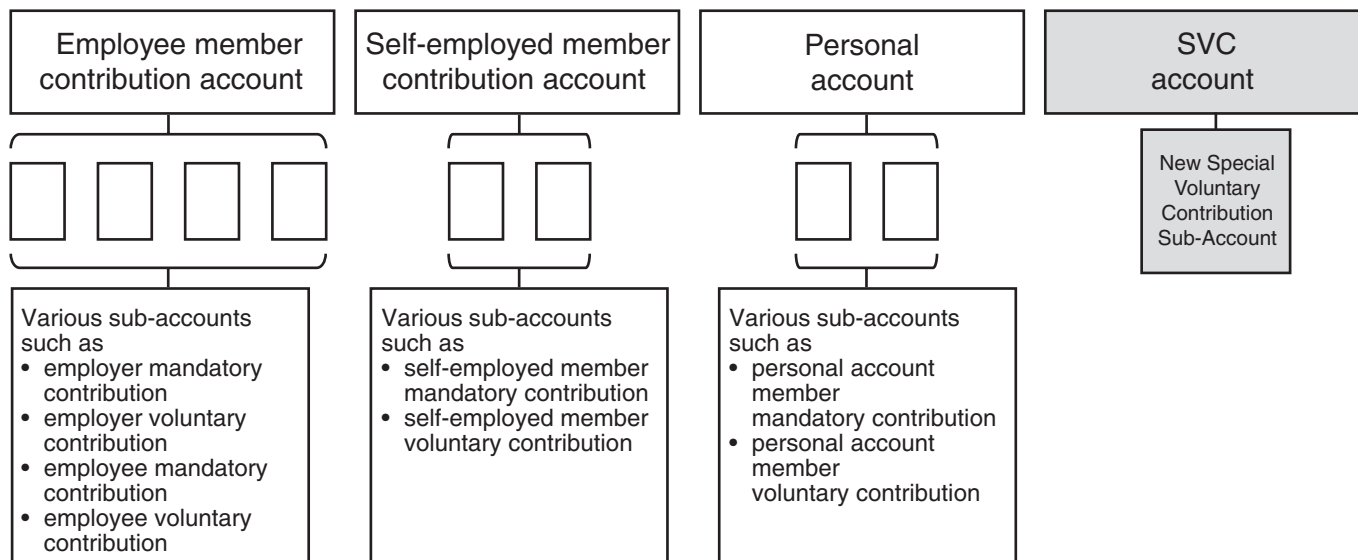 Employee member
contribution account
Self-employed member
contribution account
Personal
account
SVC
account
New Special
Voluntary
Contribution
Sub-Account
Various sub-accounts
such as
• employer mandatory
contribution
• employer voluntary
contribution
• employee mandatory
contribution
• employee voluntary
contribution
Various sub-accounts
such as
• self-employed member
mandatory contribution
• self-employed member
voluntary contribution
Various sub-accounts
such as
• personal account
member
mandatory contribution
• personal account
member
voluntary contribution